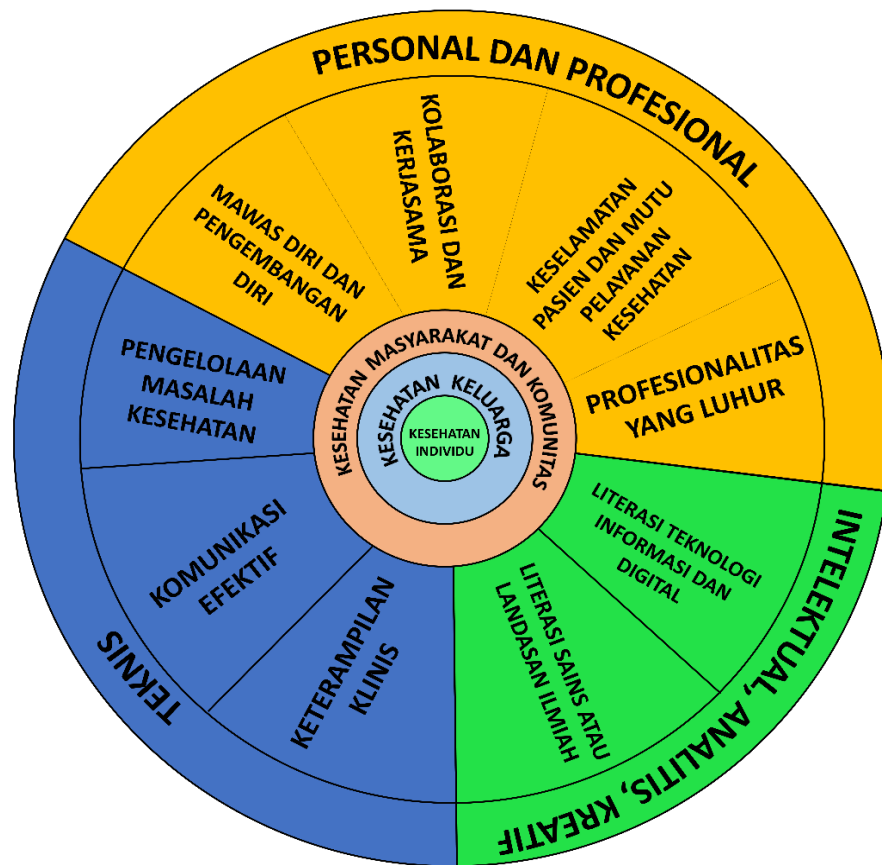 PERSONAL DAN PROFESIONAL
MAWAS DIRI DAN
PENGEMBANGAN
DIRI
KOLABORASI DAN
KERJASAMA
KESELAMATAN
PASIEN DAN MUTU
PELAYANAN
KESEHATAN
PROFESIONALITAS
YANG LUHUR
INTELEKTUAL, ANALITIS, KREATIF
LITERASI TEKNOLOGI
INFORMASI DAN
DIGITAL
LITERASI SAINS ATAU
LANDASAN ILMIAH
TEKNIS
KETERAMPILAN
KLINIS
KOMUNIKASI
EFEKTIF
PENGELOLAAN
MASALAH
KESEHATAN
KESEHATAN MASYARAKAT DAN KOMUNITAS
KESEHATAN KELUARGA
KESEHATAN
INDIVIDU